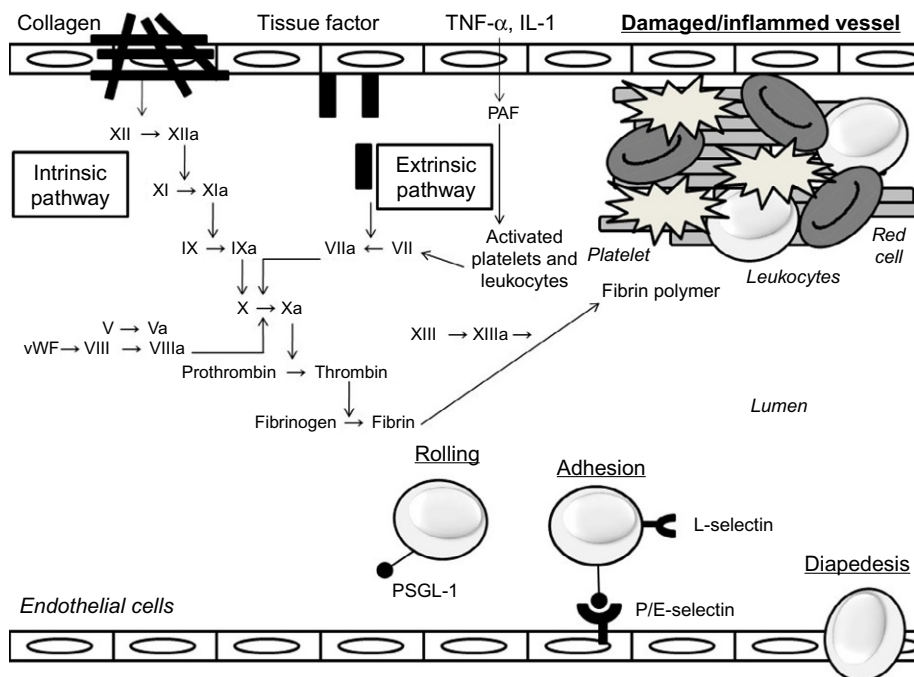 Collagen
Tissue factor
TNF-α, IL-1
Damaged/inflammed vessel
PAF
XII → XIIa
Intrinsic
pathway
Extrinsic
pathway
XI → XIa
IX → IXa
VIIa ← VII
Activated
platelets and
leukocytes
Platelet
Leukocytes
Red
cell
Fibrin polymer
X → Xa
V → Va
vWF → VIII → VIIIa
XIII → XIIIa →
Prothrombin → Thrombin
Fibrinogen → Fibrin
Lumen
Rolling
Adhesion
L-selectin
Diapedesis
PSGL-1
P/E-selectin
Endothelial cells